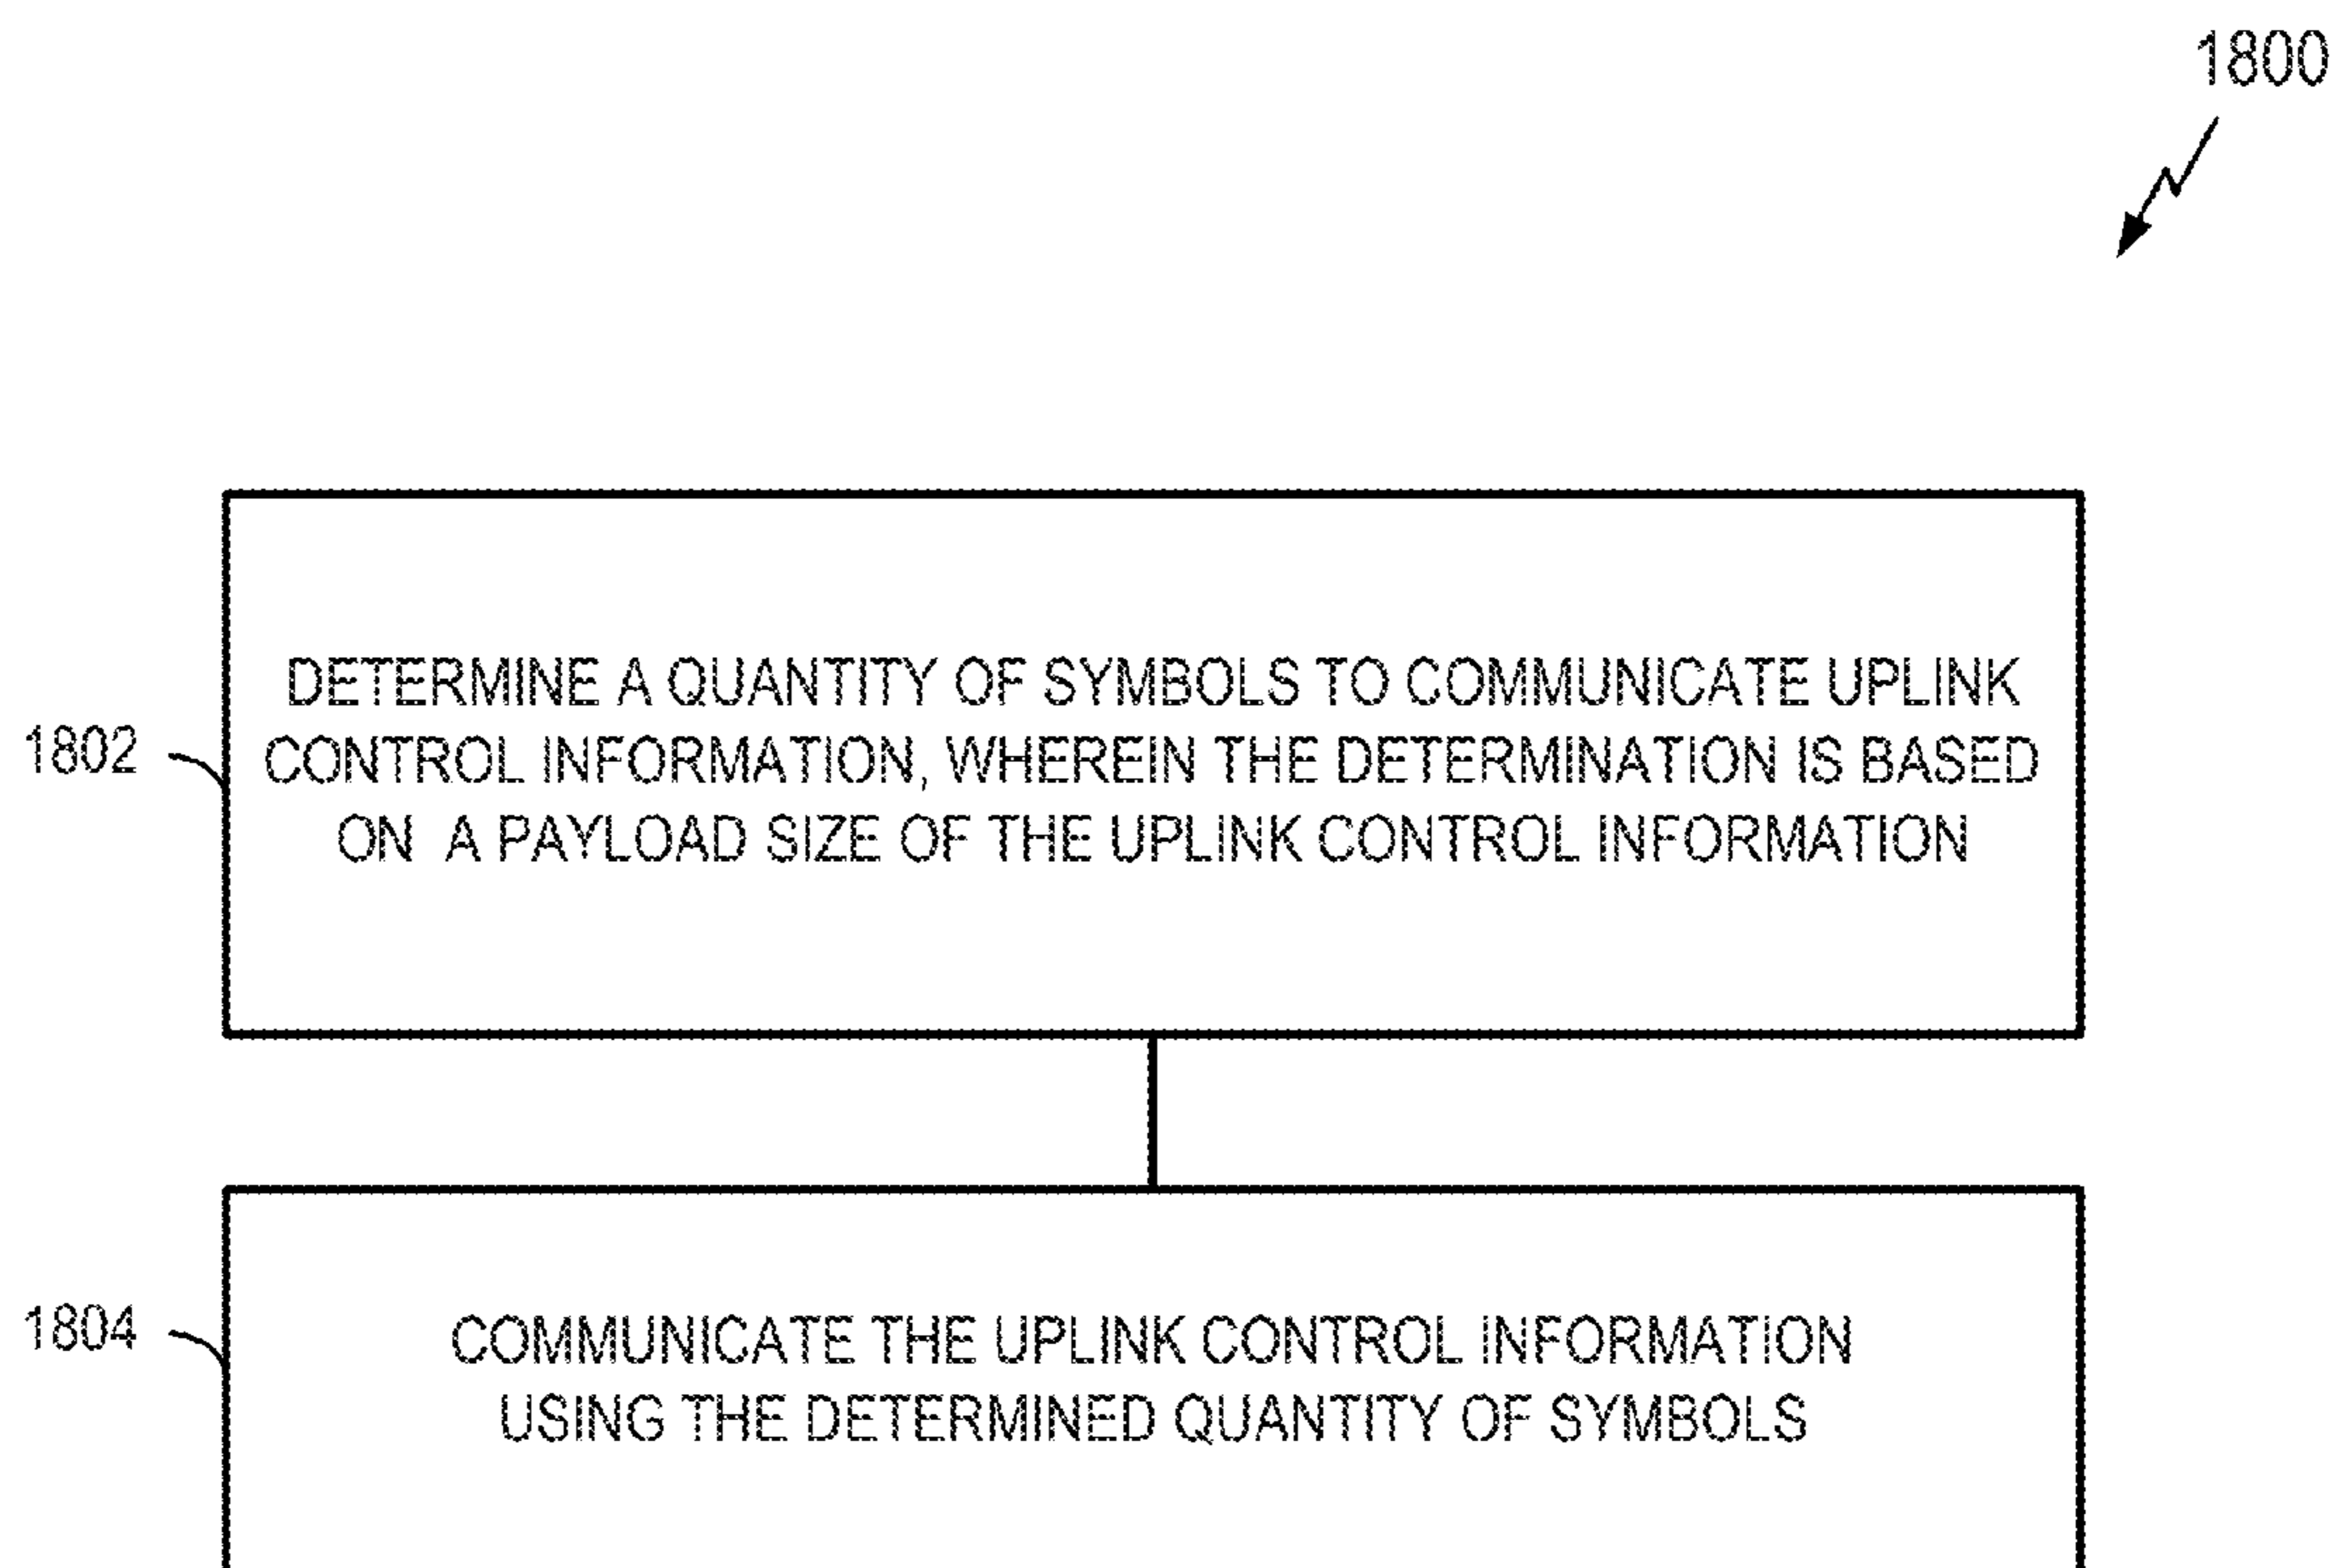 1800
DETERMINE A QUANTITY OF SYMBOLS TO COMMUNICATE UPLINK
1802
CONTROL INFORMATION, WHEREIN THE DETERMINATION IS BASED
ON A PAYLOAD SIZE OF THE UPLINK CONTROL INFORMATION
1804
COMMUNICATE THE UPLINK CONTROL INFORMATION
USING THE DETERMINED QUANTITY OF SYMBOLS